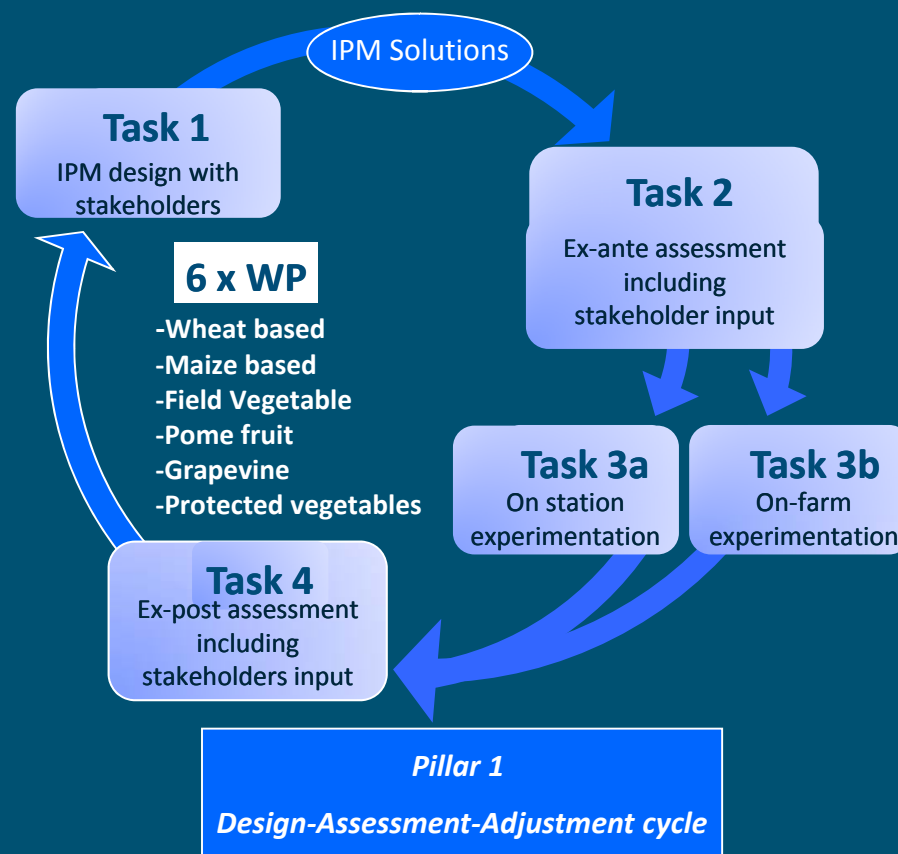 IPM Solutions
Task 1
IPM design with
stakeholders
Task 2
Ex-ante assessment
including
stakeholder input
6 x WP
-Wheat based
-Maize based
-Field Vegetable
-Pome fruit
-Grapevine
-Protected vegetables
Task 3a
On station
experimentation
Task 3b
On-farm
experimentation
Task 4
Ex-post assessment
including
stakeholders input
Pillar 1
Design-Assessment-Adjustment cycle